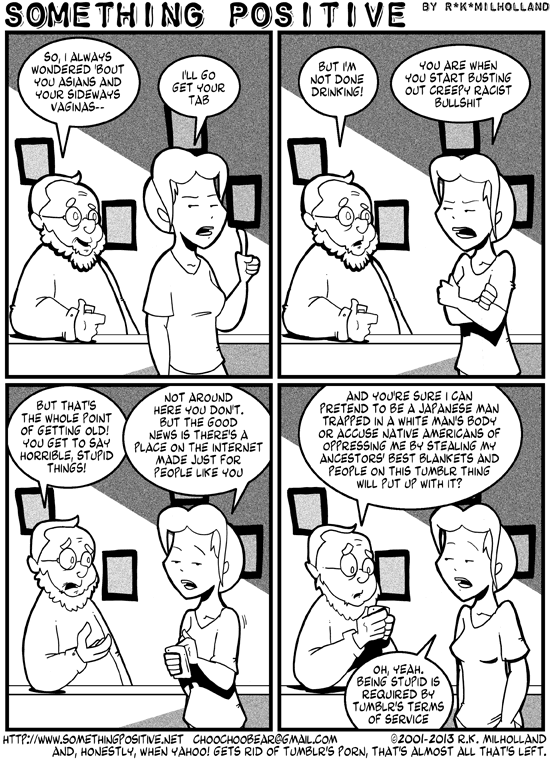 SOMETHING POSITIVE BY R*K*MILHOLLAND
SO, I ALWAYS
WONDERED 'BOUT
YOU ASIANS AND
YOUR SIDEWAYS
VAGINAS--
I'LL GO
GET YOUR
TAB
BUT I'M
NOT DONE
DRINKING!
YOU ARE WHEN
YOU START BUSTING
OUT CREEPY RACIST
BULLSHIT
BUT THAT'S
THE WHOLE POINT
OF GETTING OLD!
YOU GET TO SAY
HORRIBLE, STUPID
THINGS!
NOT AROUND
HERE YOU DON'T.
BUT THE GOOD
NEWS IS THERE'S A
PLACE ON THE INTERNET
MADE JUST FOR
PEOPLE LIKE YOU
AND YOU'RE SURE I CAN
PRETEND TO BE A JAPANESE MAN
TRAPPED IN A WHITE MAN'S BODY
OR ACCUSE NATIVE AMERICANS OF
OPPRESSING ME BY STEALING MY
ANCESTORS' BEST BLANKETS AND
PEOPLE ON THIS TUMBLR THING
WILL PUT UP WITH IT?
OH, YEAH.
BEING STUPID IS
REQUIRED BY
TUMBLR'S TERMS
OF SERVICE
HTTP://WWW.SOMETHINGPOSITIVE.NET CHOOCHOOBEAR@GMAIL.COM ©2001-2013 R.K. MILHOLLAND
AND, HONESTLY, WHEN YAHOO! GETS RID OF TUMBLR'S PORN, THAT'S ALMOST ALL THAT'S LEFT.